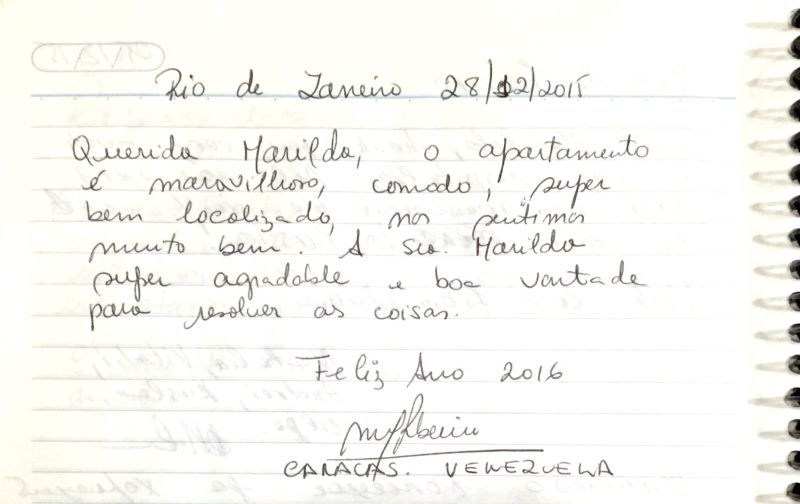 Rio de Janeiro 28/12/2015
Querida Marilda, o apartamento
é maravilhoso, comodo, super
bem localizado, nos sentimos
muito bem. A sra. Marilda
super agradable e boa vontade
para resolver as coisas.
Feliz Ano 2016
CARACAS. VENEZUELA